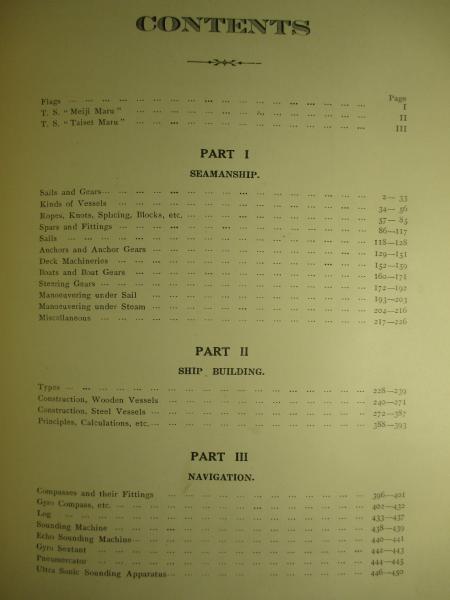 CONTENTS
Page
Flags ... I
T. S. "Meiji Maru" ... II
T. S. "Taisei Maru" ... III
PART I
SEAMANSHIP.
Sails and Gears ... 2—33
Kinds of Vessels ... 34—56
Ropes, Knots, Splicing, Blocks, etc. ... 57—85
Spars and Fittings ... 86—117
Sails ... 118—128
Anchors and Anchor Gears ... 129—151
Deck Machineries ... 152—159
Boats and Boat Gears ... 160—171
Steering Gears ... 172—192
Manoeuvering under Sail ... 193—203
Manoeuvering under Steam ... 204—216
Miscellaneous ... 217—226
PART II
SHIP BUILDING.
Types ... 228—239
Construction, Wooden Vessels ... 240—271
Construction, Steel Vessels ... 272—387
Principles, Calculations, etc. ... 388—393
PART III
NAVIGATION.
Compasses and their Fittings ... 396—401
Gyro Compass, etc. ... 402—432
Log ... 433—437
Sounding Machine ... 438—439
Echo Sounding Machine ... 440—441
Gyro Sextant ... 442—443
Pneumercator ... 444—445
Ultra Sonic Sounding Apparatus ... 446—450